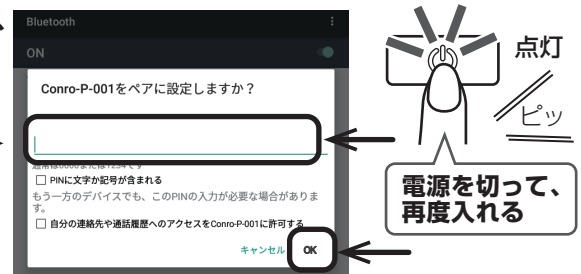 Bluetooth
ON
Conro-P-001をペアに設定しますか?
通常は0000または1234です
PINに文字か記号が含まれる
もう一方のデバイスでも、このPINの入力が必要な場合がありま
す。
自分の連絡先や通話履歴へのアクセスをConro-P-001に許可する
キャンセル
OK
点灯
ピッ
電源を切って、
再度入れる